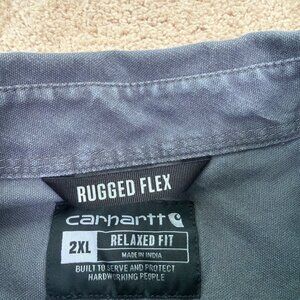 RUGGED FLEX
carhartt
2XL RELAXED FIT
MADE IN INDIA
BUILT TO SERVE AND PROTECT
HARDWORKING PEOPLE